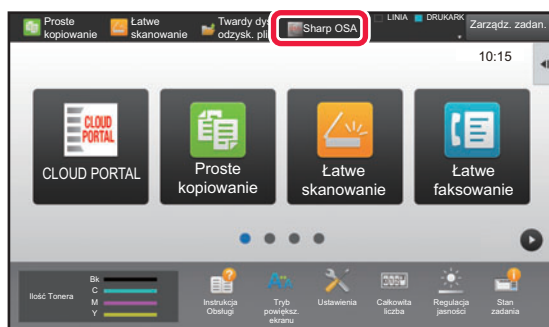 Proste
kopiowanie
Łatwe
skanowanie
Twardy dy
odzysk. pli
Sharp OSA
LINIA
DRUKARK
Zarządz. zadan.
10:15
CLOUD
PORTAL
CLOUD PORTAL
Proste
kopiowanie
Łatwe
skanowanie
Łatwe
faksowanie
Ilość Tonera
Bk
C
M
Y
Instrukcja
Obsługi
Tryb
powiększ.
ekranu
Ustawienia
Całkowita
liczba
Regulacja
jasności
Stan
zadania